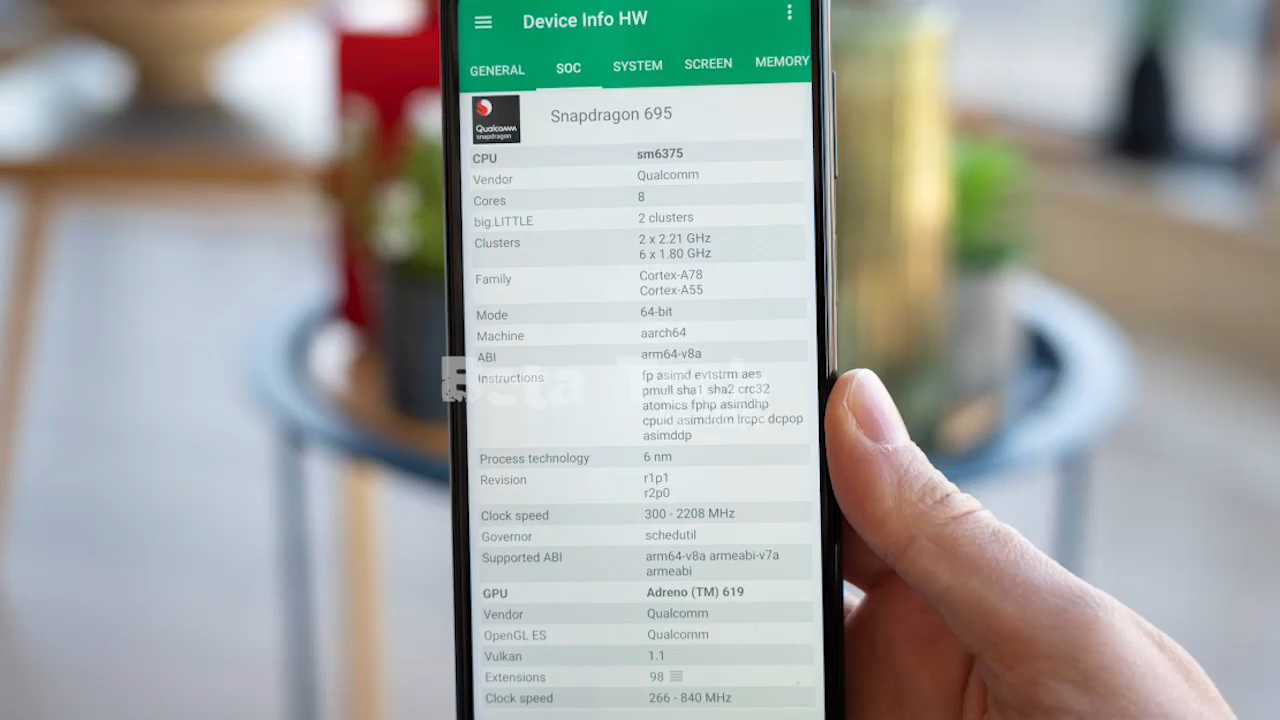 Device Info HW
GENERAL SOC SYSTEM SCREEN MEMORY
Qualcomm
snapdragon
Snapdragon 695
CPU sm6375
Vendor Qualcomm
Cores 8
big.LITTLE 2 clusters
Clusters 2 x 2.21 GHz
6 x 1.80 GHz
Family Cortex-A78
Cortex-A55
Mode 64-bit
Machine aarch64
ABI arm64-v8a
Instructions fp asimd evtstrm aes
pmull sha1 sha2 crc32
atomics fphp asimdhp
cpuid asimdrdm lrcpc dcpop
asimddp
Beta
Process technology 6 nm
Revision r1p1
r2p0
Clock speed 300 - 2208 MHz
Governor schedutil
Supported ABI arm64-v8a armeabi-v7a
armeabi
GPU Adreno (TM) 619
Vendor Qualcomm
OpenGL ES Qualcomm
Vulkan 1.1
Extensions 98
Clock speed 266 - 840 MHz